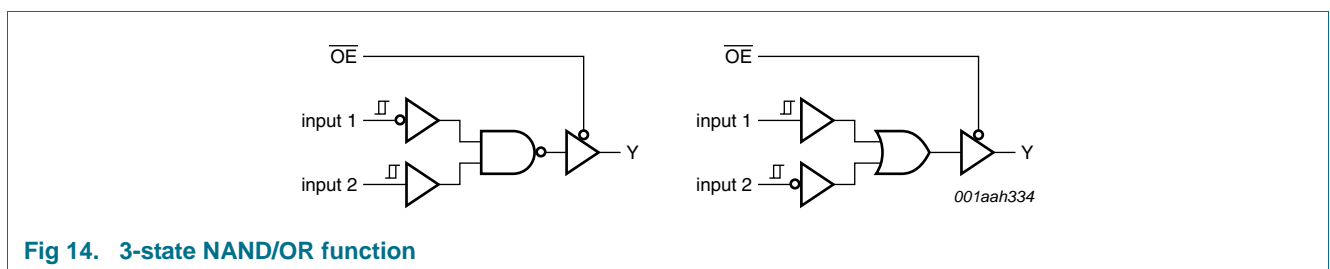 OE OE
input 1 input 1
Y Y
input 2 input 2
001aah334
Fig 14. 3-state NAND/OR function